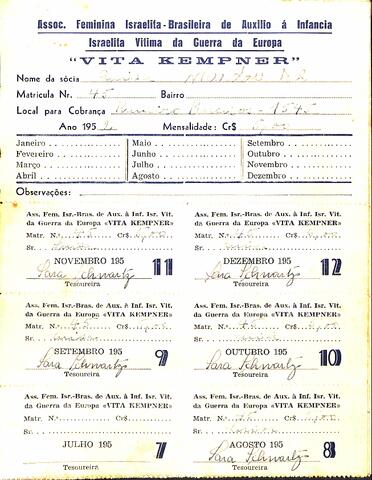 Assoc. Feminina Israelita-Brasileira de Auxilio á Infancia
Israelita Vitima da Guerra da Europa
"VITA KEMPNER"
Nome da sócia
Matricula Nr. 45 Bairro
Local para Cobrança - 1545
Ano 195 Mensalidade: Cr$
Janeiro Maio Setembro
Fevereiro Junho Outubro
Março Julho Novembro
Abril Agosto Dezembro
Observações:
Ass. Fem. Isr.-Bras. de Aux. á Inf. Isr. Vit.
da Guerra da Europa «VITA KEMPNER»
Matr. Nº 45 Cr$
Sr.
NOVEMBRO 195 11
Sara Schwartz
Tesoureira
Ass. Fem. Isr.-Bras. de Aux. á Inf. Isr. Vit.
da Guerra da Europa «VITA KEMPNER»
Matr. Nº Cr$
Sr.
DEZEMBRO 195 12
Sara Schwartz
Tesoureira
Ass. Fem. Isr.-Bras. de Aux. á Inf. Isr. Vit.
da Guerra da Europa «VITA KEMPNER»
Matr. Nº 45 Cr$
Sr.
SETEMBRO 195 9
Sara Schwartz
Tesoureira
Ass. Fem. Isr.-Bras. de Aux. á Inf. Isr. Vit.
da Guerra da Europa «VITA KEMPNER»
Matr. Nº Cr$
Sr.
OUTUBRO 195 10
Sara Schwartz
Tesoureira
Ass. Fem. Isr.-Bras. de Aux. á Inf. Isr. Vit.
da Guerra da Europa «VITA KEMPNER»
Matr. Nº Cr$
Sr.
JULHO 195 7
Tesoureira
Ass. Fem. Isr.-Bras. de Aux. á Inf. Isr. Vit.
da Guerra da Europa «VITA KEMPNER»
Matr. Nº Cr$
Sr.
AGOSTO 195 8
Sara Schwartz
Tesoureira